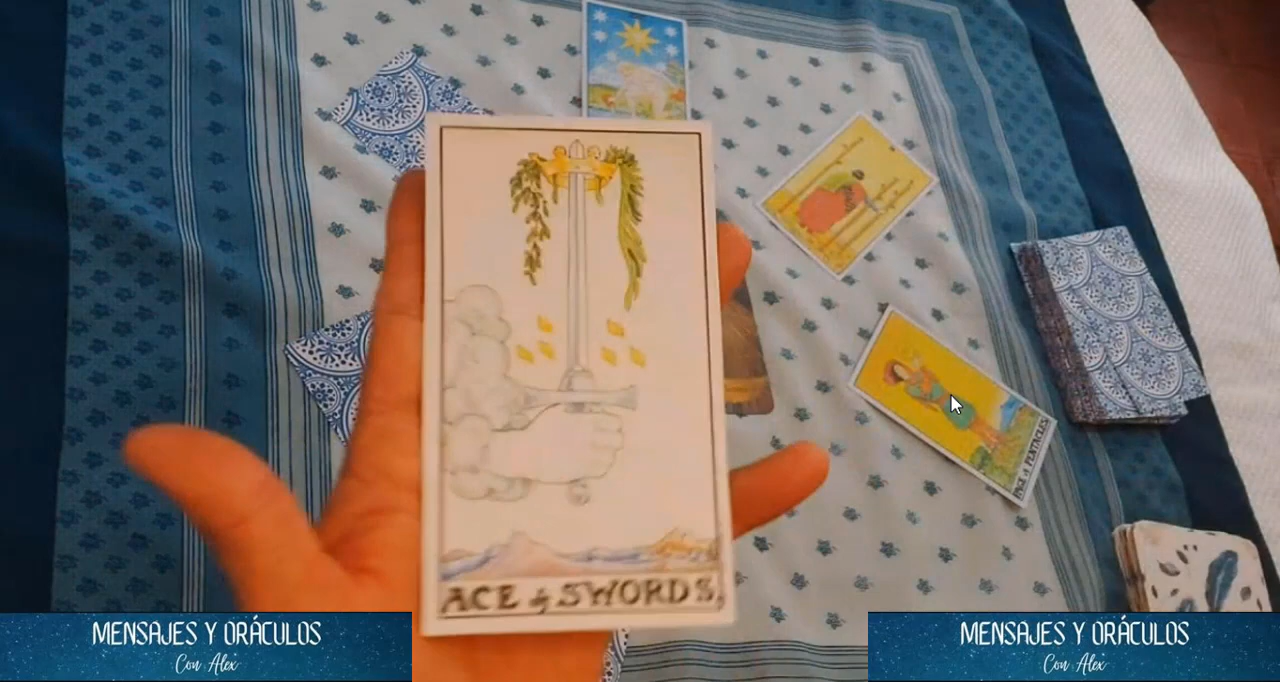 ACE of SWORDS.
PAGE of PENTACLES.
MENSAJES Y ORÁCULOS
Con Alex
MENSAJES Y ORÁCULOS
Con Alex